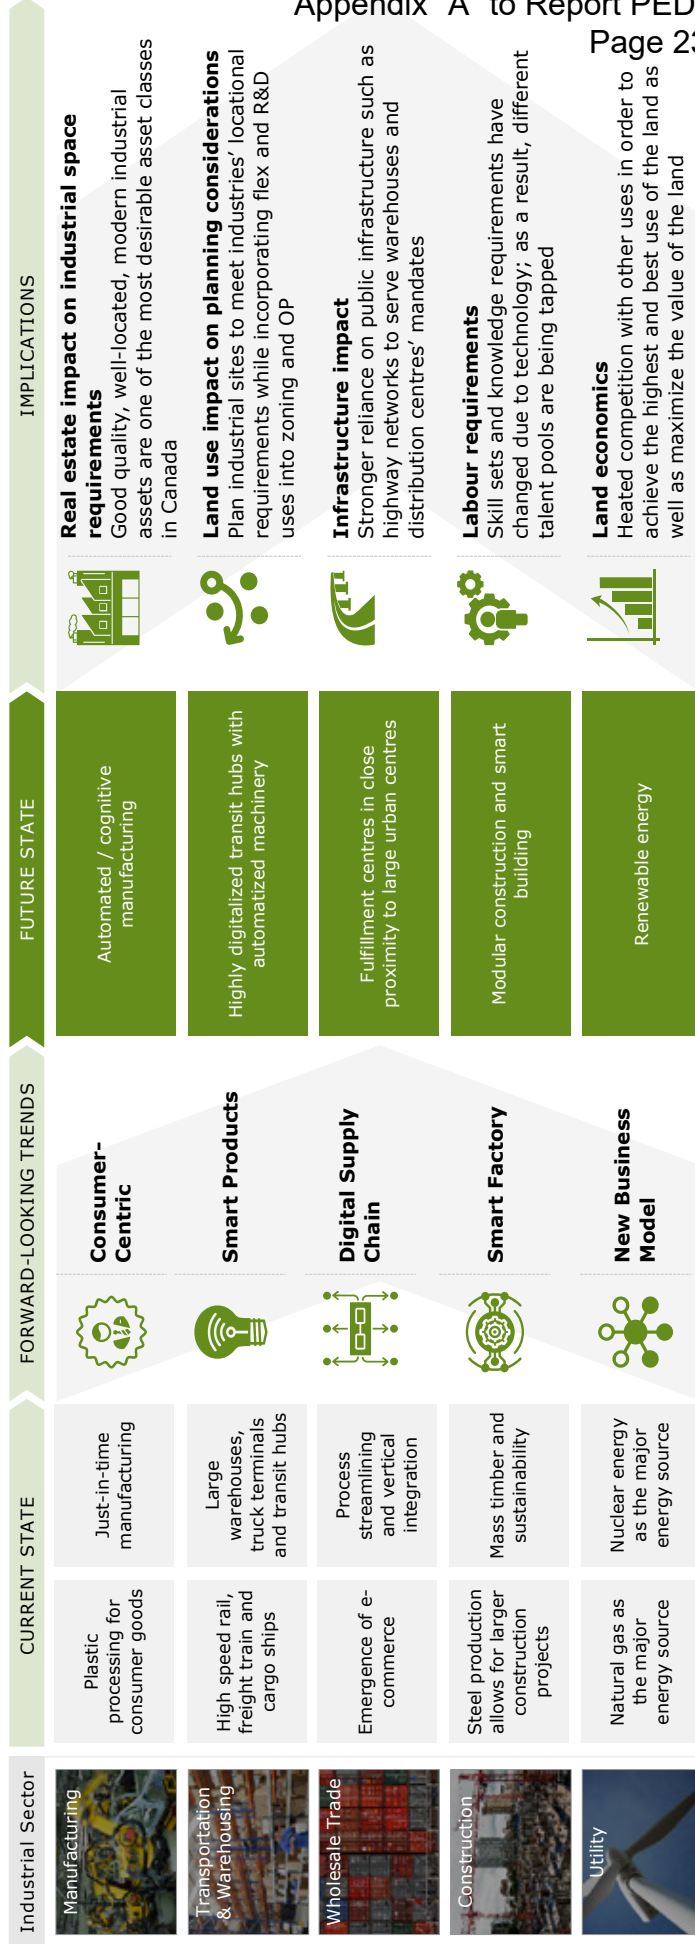 Appendix "A" to Report PED
Page 23
Industrial Sector
CURRENT STATE
FORWARD-LOOKING TRENDS
FUTURE STATE
IMPLICATIONS
Manufacturing
Plastic
processing for
consumer goods
Just-in-time
manufacturing
Consumer-
Centric
Automated / cognitive
manufacturing
Real estate impact on industrial space
requirements
Good quality, well-located, modern industrial
assets are one of the most desirable asset classes
in Canada
Transportation
& Warehousing
High speed rail,
freight train and
cargo ships
Large
warehouses,
truck terminals
and transit hubs
Smart Products
Highly digitalized transit hubs with
automatized machinery
Land use impact on planning considerations
Plan industrial sites to meet industries' locational
requirements while incorporating flex and R&D
uses into zoning and OP
Wholesale Trade
Emergence of e-
commerce
Process
streamlining
and vertical
integration
Digital Supply
Chain
Fulfillment centres in close
proximity to large urban centres
Infrastructure impact
Stronger reliance on public infrastructure such as
highway networks to serve warehouses and
distribution centres' mandates
Construction
Steel production
allows for larger
construction
projects
Mass timber and
sustainability
Smart Factory
Modular construction and smart
building
Labour requirements
Skill sets and knowledge requirements have
changed due to technology; as a result, different
talent pools are being tapped
Utility
Natural gas as
the major
energy source
Nuclear energy
as the major
energy source
New Business
Model
Renewable energy
Land economics
Heated competition with other uses in order to
achieve the highest and best use of the land as
well as maximize the value of the land